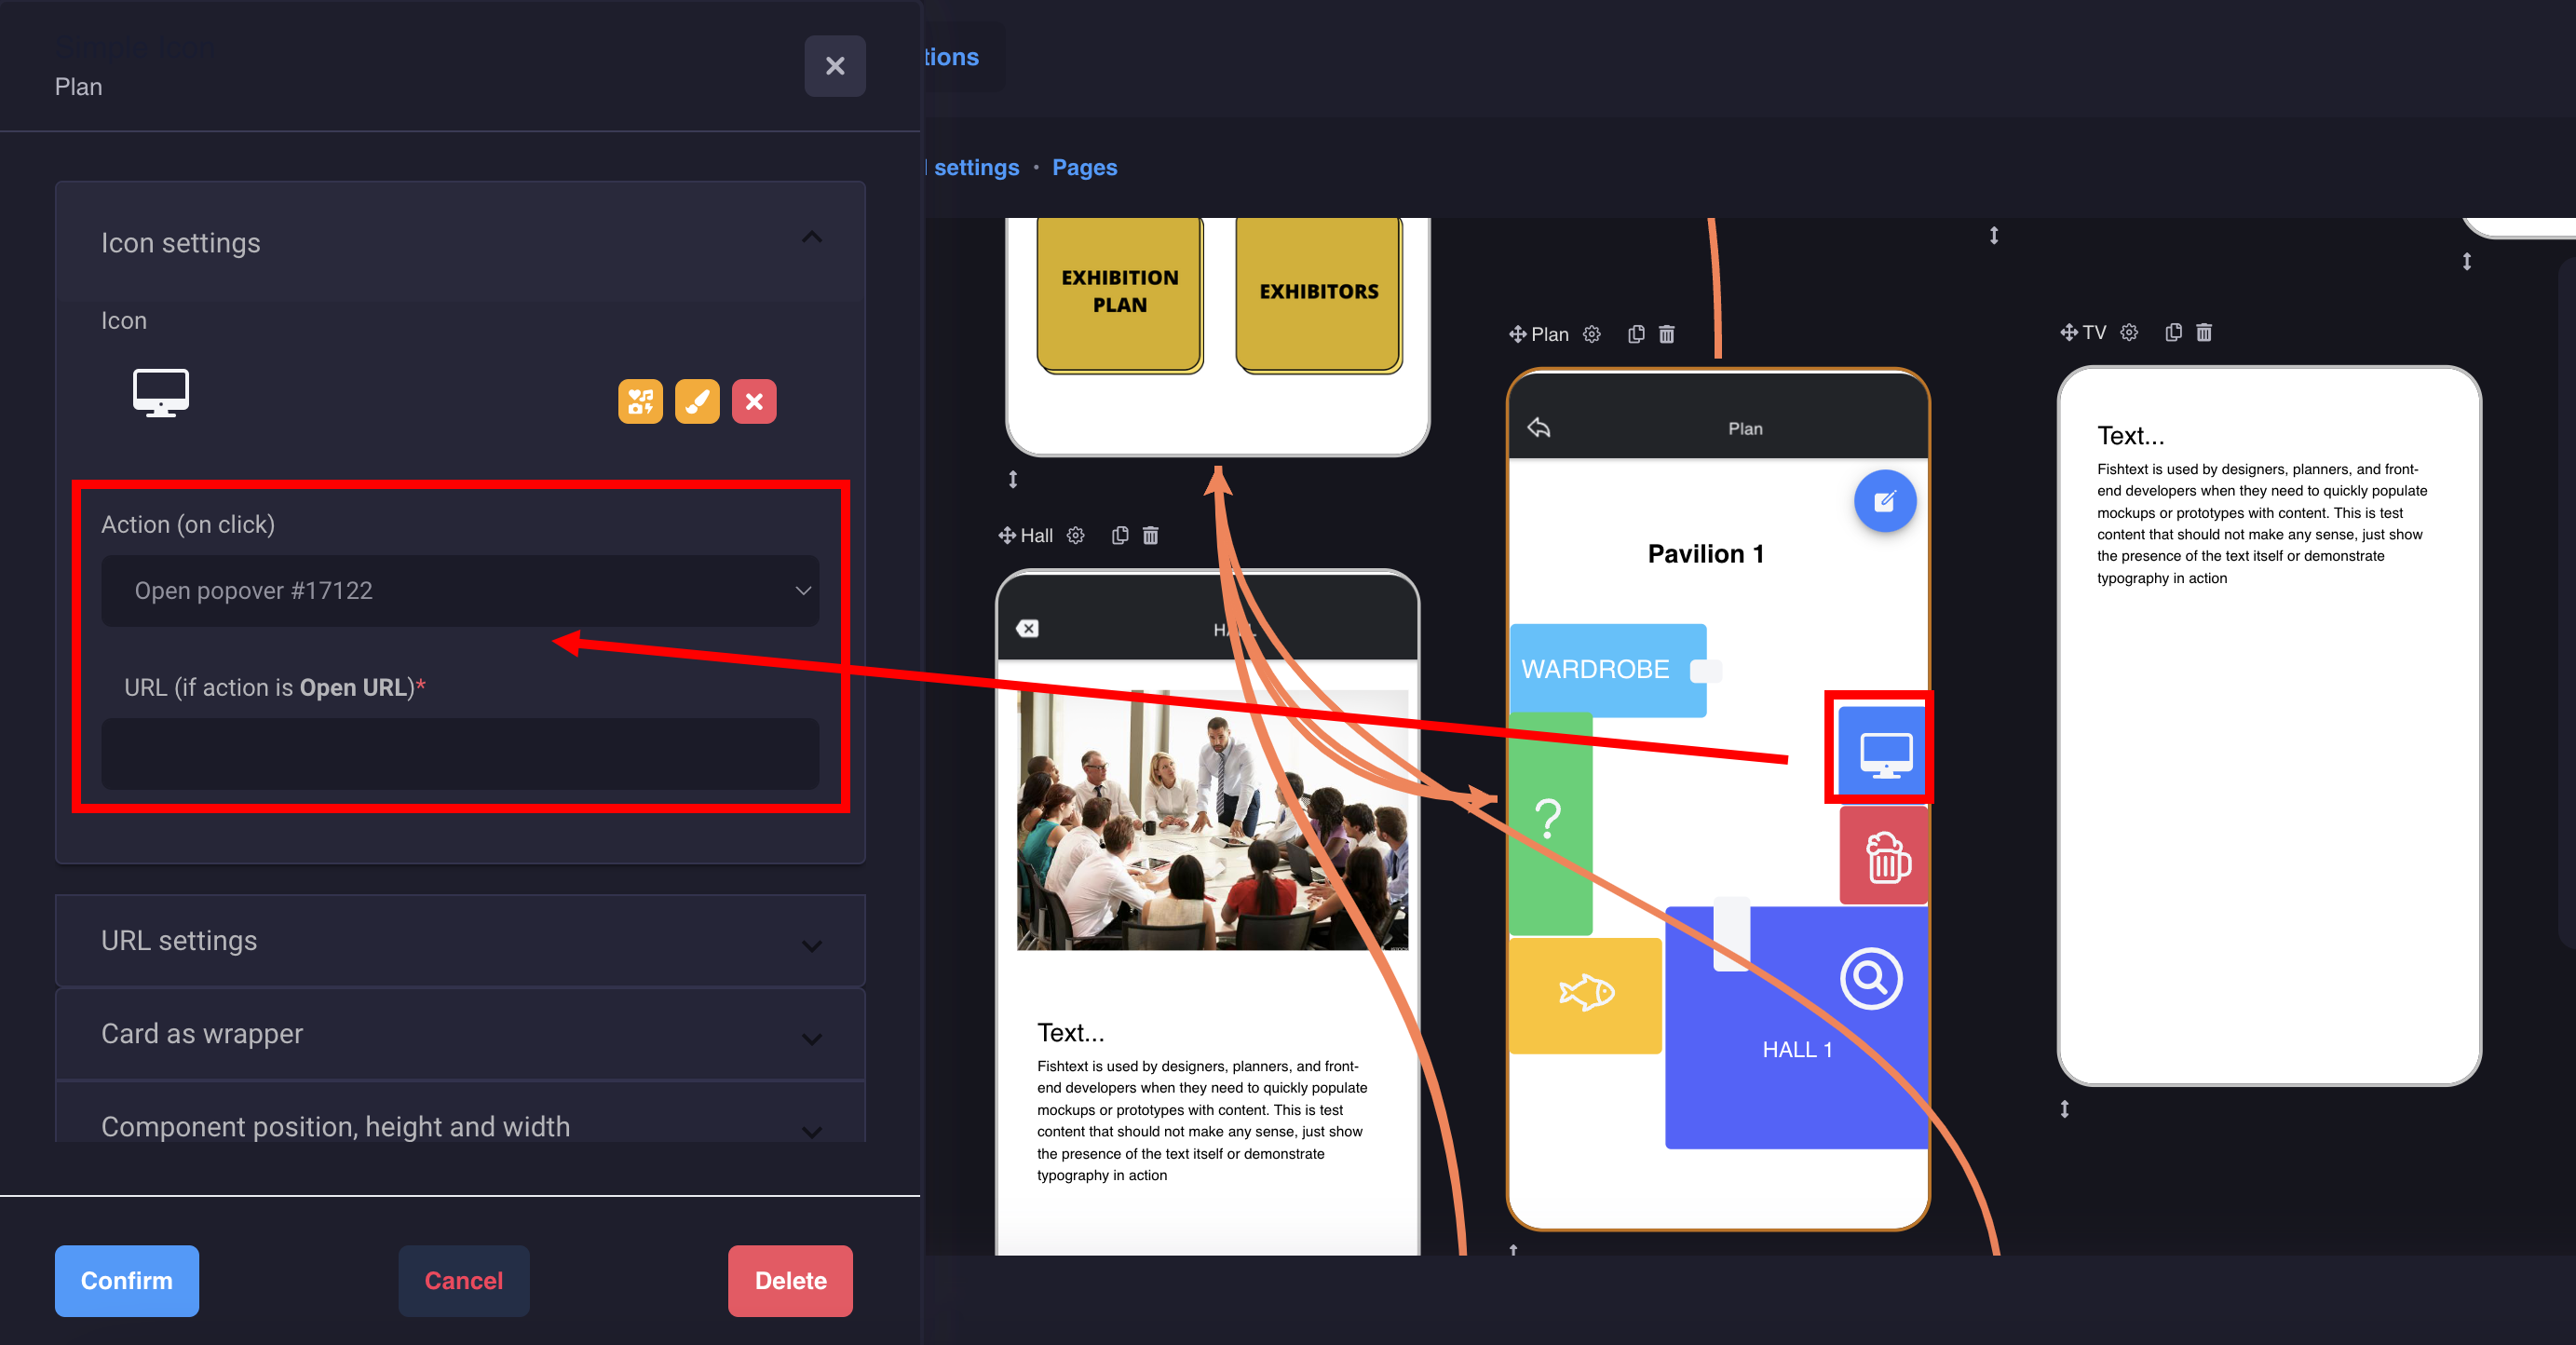 Simple Icon
Plan
Icon settings
Icon
Action (on click)
Open popover #17122
URL (if action is Open URL)*
URL settings
Card as wrapper
Component position, height and width
Confirm
Cancel
Delete
tions
settings • Pages
EXHIBITION
PLAN
EXHIBITORS
Hall
HALL
Text...
Fishtext is used by designers, planners, and front-
end developers when they need to quickly populate
mockups or prototypes with content. This is test
content that should not make any sense, just show
the presence of the text itself or demonstrate
typography in action
Plan
Plan
Pavilion 1
WARDROBE
?
HALL 1
TV
Text...
Fishtext is used by designers, planners, and front-
end developers when they need to quickly populate
mockups or prototypes with content. This is test
content that should not make any sense, just show
the presence of the text itself or demonstrate
typography in action